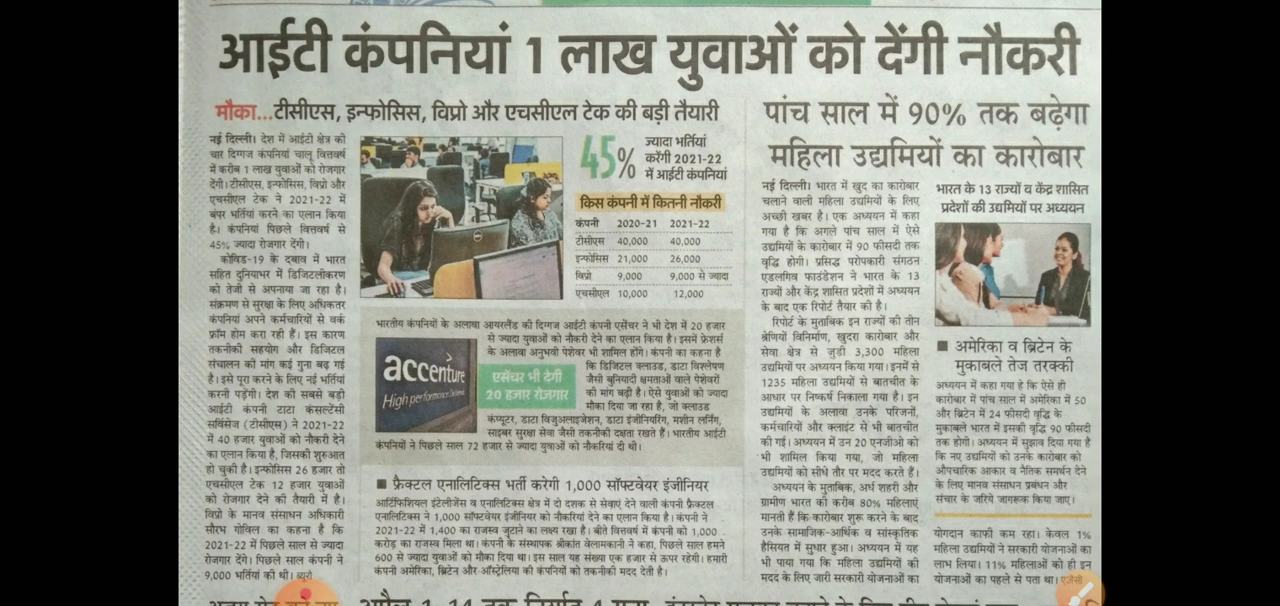 आईटी कंपनियां 1 लाख युवाओं को देंगी नौकरी
मौका...टीसीएस, इन्फोसिस, विप्रो और एचसीएल टेक की बड़ी तैयारी
नई दिल्ली। देश में आईटी क्षेत्र की
चार दिग्गज कंपनियां चालू वित्तवर्ष
में करीब 1 लाख युवाओं को रोजगार
देंगी। टीसीएस, इन्फोसिस, विप्रो और
एचसीएल टेक ने 2021-22 में
बंपर भर्तियां करने का एलान किया
है। कंपनियां पिछले वित्तवर्ष से
45% ज्यादा रोजगार देंगी।
कोविड-19 के दबाव में भारत
सहित दुनियाभर में डिजिटलीकरण
को तेजी से अपनाया जा रहा है।
संक्रमण से सुरक्षा के लिए अधिकतर
कंपनियां अपने कर्मचारियों से वर्क
फ्रॉम होम करा रही हैं। इस कारण
तकनीकी सहयोग और डिजिटल
संचालन की मांग कई गुना बढ़ गई
है। इसे पूरा करने के लिए नई भर्तियां
करनी पड़ेंगी। देश की सबसे बड़ी
आईटी कंपनी टाटा कंसल्टेंसी
सर्विसेज (टीसीएस) ने 2021-22
में 40 हजार युवाओं को नौकरी देने
का एलान किया है, जिसकी शुरुआत
हो चुकी है। इन्फोसिस 26 हजार तो
एचसीएल टेक 12 हजार युवाओं
को रोजगार देने की तैयारी में है।
विप्रो के मानव संसाधन अधिकारी
सौरभ गोविल का कहना है कि
2021-22 में पिछले साल से ज्यादा
रोजगार देंगे। पिछले साल कंपनी ने
9,000 भर्तियां की थी। ब्यूरो
45% ज्यादा भर्तियां
करेंगी 2021-22
में आईटी कंपनियां
किस कंपनी में कितनी नौकरी
कंपनी 2020-21 2021-22
टीसीएस 40,000 40,000
इन्फोसिस 21,000 26,000
विप्रो 9,000 9,000 से ज्यादा
एचसीएल 10,000 12,000
भारतीय कंपनियों के अलावा आयरलैंड की दिग्गज आईटी कंपनी एसेंचर ने भी देश में 20 हजार
से ज्यादा युवाओं को नौकरी देने का एलान किया है। इसमें फ्रेशर्स
के अलावा अनुभवी पेशेवर भी शामिल होंगे। कंपनी का कहना है
कि डिजिटल क्लाउड, डाटा विश्लेषण
जैसी बुनियादी क्षमताओं वाले पेशेवरों
की मांग बढ़ी है। ऐसे युवाओं को ज्यादा
मौका दिया जा रहा है, जो क्लाउड
कंप्यूटर, डाटा विजुअलाइजेशन, डाटा इंजीनियरिंग, मशीन लर्निंग,
साइबर सुरक्षा सेवा जैसी तकनीकी दक्षता रखते हैं। भारतीय आईटी
कंपनियों ने पिछले साल 72 हजार से ज्यादा युवाओं को नौकरियां दी थी।
accenture
High performance. Delivered.
एसेंचर भी देगी
20 हजार रोजगार
फ्रैक्टल एनालिटिक्स भर्ती करेगी 1,000 सॉफ्टवेयर इंजीनियर
आर्टिफिशियल इंटेलीजेंस व एनालिटिक्स क्षेत्र में दो दशक से सेवाएं देने वाली कंपनी फ्रैक्टल
एनालिटिक्स ने 1,000 सॉफ्टवेयर इंजीनियर को नौकरियां देने का एलान किया है। कंपनी ने
2021-22 में 1,400 का राजस्व जुटाने का लक्ष्य रखा है। बीते वित्तवर्ष में कंपनी को 1,000
करोड़ का राजस्व मिला था। कंपनी के संस्थापक श्रीकांत वेलामकानी ने कहा, पिछले साल हमने
600 से ज्यादा युवाओं को मौका दिया था। इस साल यह संख्या एक हजार से ऊपर रहेगी। हमारी
कंपनी अमेरिका, ब्रिटेन और ऑस्ट्रेलिया की कंपनियों को तकनीकी मदद देती है।
पांच साल में 90% तक बढ़ेगा
महिला उद्यमियों का कारोबार
नई दिल्ली। भारत में खुद का कारोबार
चलाने वाली महिला उद्यमियों के लिए
अच्छी खबर है। एक अध्ययन में कहा
गया है कि अगले पांच साल में ऐसे
उद्यमियों के कारोबार में 90 फीसदी तक
वृद्धि होगी। प्रसिद्ध परोपकारी संगठन
एडलगिव फाउंडेशन ने भारत के 13
राज्यों और केंद्र शासित प्रदेशों में अध्ययन
के बाद एक रिपोर्ट तैयार की है।
रिपोर्ट के मुताबिक इन राज्यों की तीन
श्रेणियों विनिर्माण, खुदरा कारोबार और
सेवा क्षेत्र से जुड़ी 3,300 महिला
उद्यमियों पर अध्ययन किया गया। इनमें से
1235 महिला उद्यमियों से बातचीत के
आधार पर निष्कर्ष निकाला गया है। इन
उद्यमियों के अलावा उनके परिजनों,
कर्मचारियों और क्लाइंट से भी बातचीत
की गई। अध्ययन में उन 20 एनजीओ को
भी शामिल किया गया, जो महिला
उद्यमियों को सीधे तौर पर मदद करते हैं।
अध्ययन के मुताबिक, अर्ध शहरी और
ग्रामीण भारत की करीब 80% महिलाएं
मानती हैं कि कारोबार शुरू करने के बाद
उनके सामाजिक-आर्थिक व सांस्कृतिक
हैसियत में सुधार हुआ। अध्ययन में यह
भी पाया गया कि महिला उद्यमियों की
मदद के लिए जारी सरकारी योजनाओं का
भारत के 13 राज्यों व केंद्र शासित
प्रदेशों की उद्यमियों पर अध्ययन
अमेरिका व ब्रिटेन के
मुकाबले तेज तरक्की
अध्ययन में कहा गया है कि ऐसे ही
कारोबार में पांच साल में अमेरिका में 50
और ब्रिटेन में 24 फीसदी वृद्धि के
मुकाबले भारत में इसकी वृद्धि 90 फीसदी
तक होगी। अध्ययन में सुझाव दिया गया है
कि नए उद्यमियों को उनके कारोबार को
औपचारिक आकार व नैतिक समर्थन देने
के लिए मानव संसाधन प्रबंधन और
संचार के जरिये जागरूक किया जाए।
योगदान काफी कम रहा। केवल 1%
महिला उद्यमियों ने सरकारी योजनाओं का
लाभ लिया। 11% महिलाओं को ही इन
योजनाओं का पहले से पता था। एजेंसी